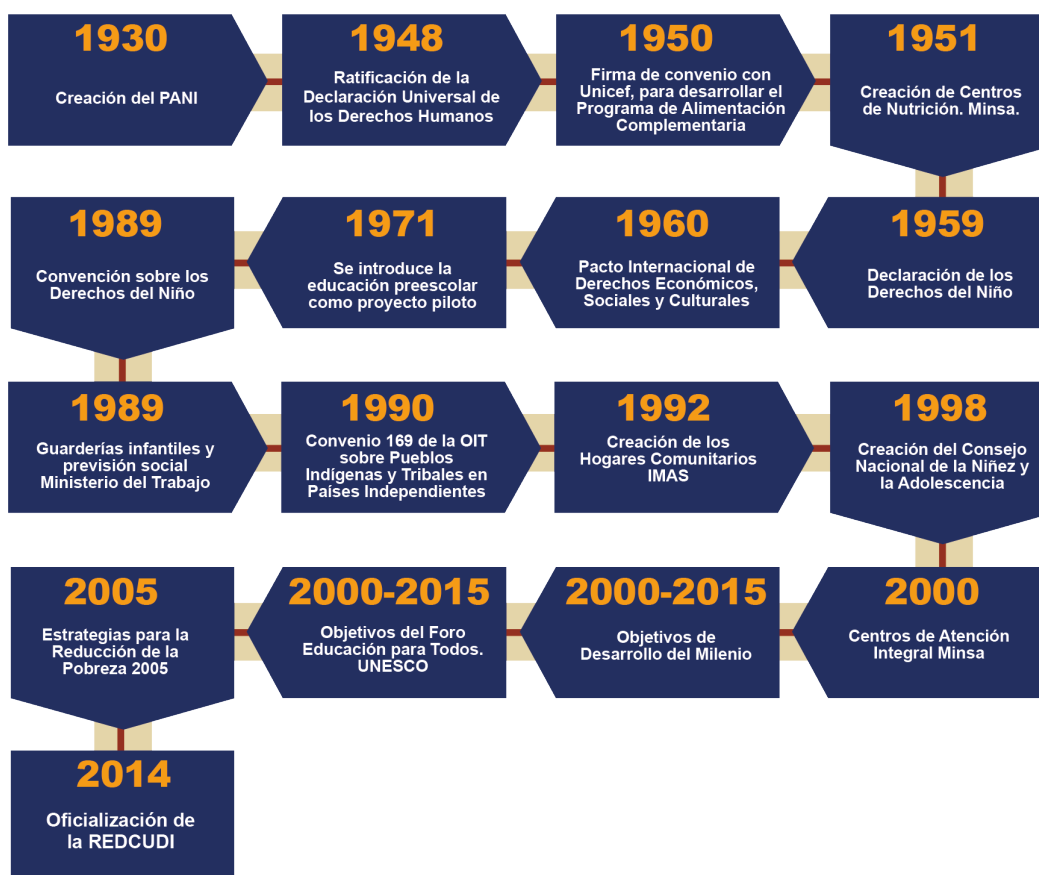 1930
Creación del PANI
1948
Ratificación de la
Declaración Universal de
los Derechos Humanos
1950
Firma de convenio con
Unicef, para desarrollar el
Programa de Alimentación
Complementaria
1951
Creación de Centros
de Nutrición. Minsa.
1959
Declaración de los
Derechos del Niño
1960
Pacto Internacional de
Derechos Económicos,
Sociales y Culturales
1971
Se introduce la
educación preescolar
como proyecto piloto
1989
Convención sobre los
Derechos del Niño
1989
Guarderías infantiles y
previsión social
Ministerio del Trabajo
1990
Convenio 169 de la OIT
sobre Pueblos
Indígenas y Tribales en
Países Independientes
1992
Creación de los
Hogares Comunitarios
IMAS
1998
Creación del Consejo
Nacional de la Niñez y
la Adolescencia
2000
Centros de Atención
Integral Minsa
2000-2015
Objetivos de
Desarrollo del Milenio
2000-2015
Objetivos del Foro
Educación para Todos.
UNESCO
2005
Estrategias para la
Reducción de la
Pobreza 2005
2014
Oficialización de
la REDCUDI